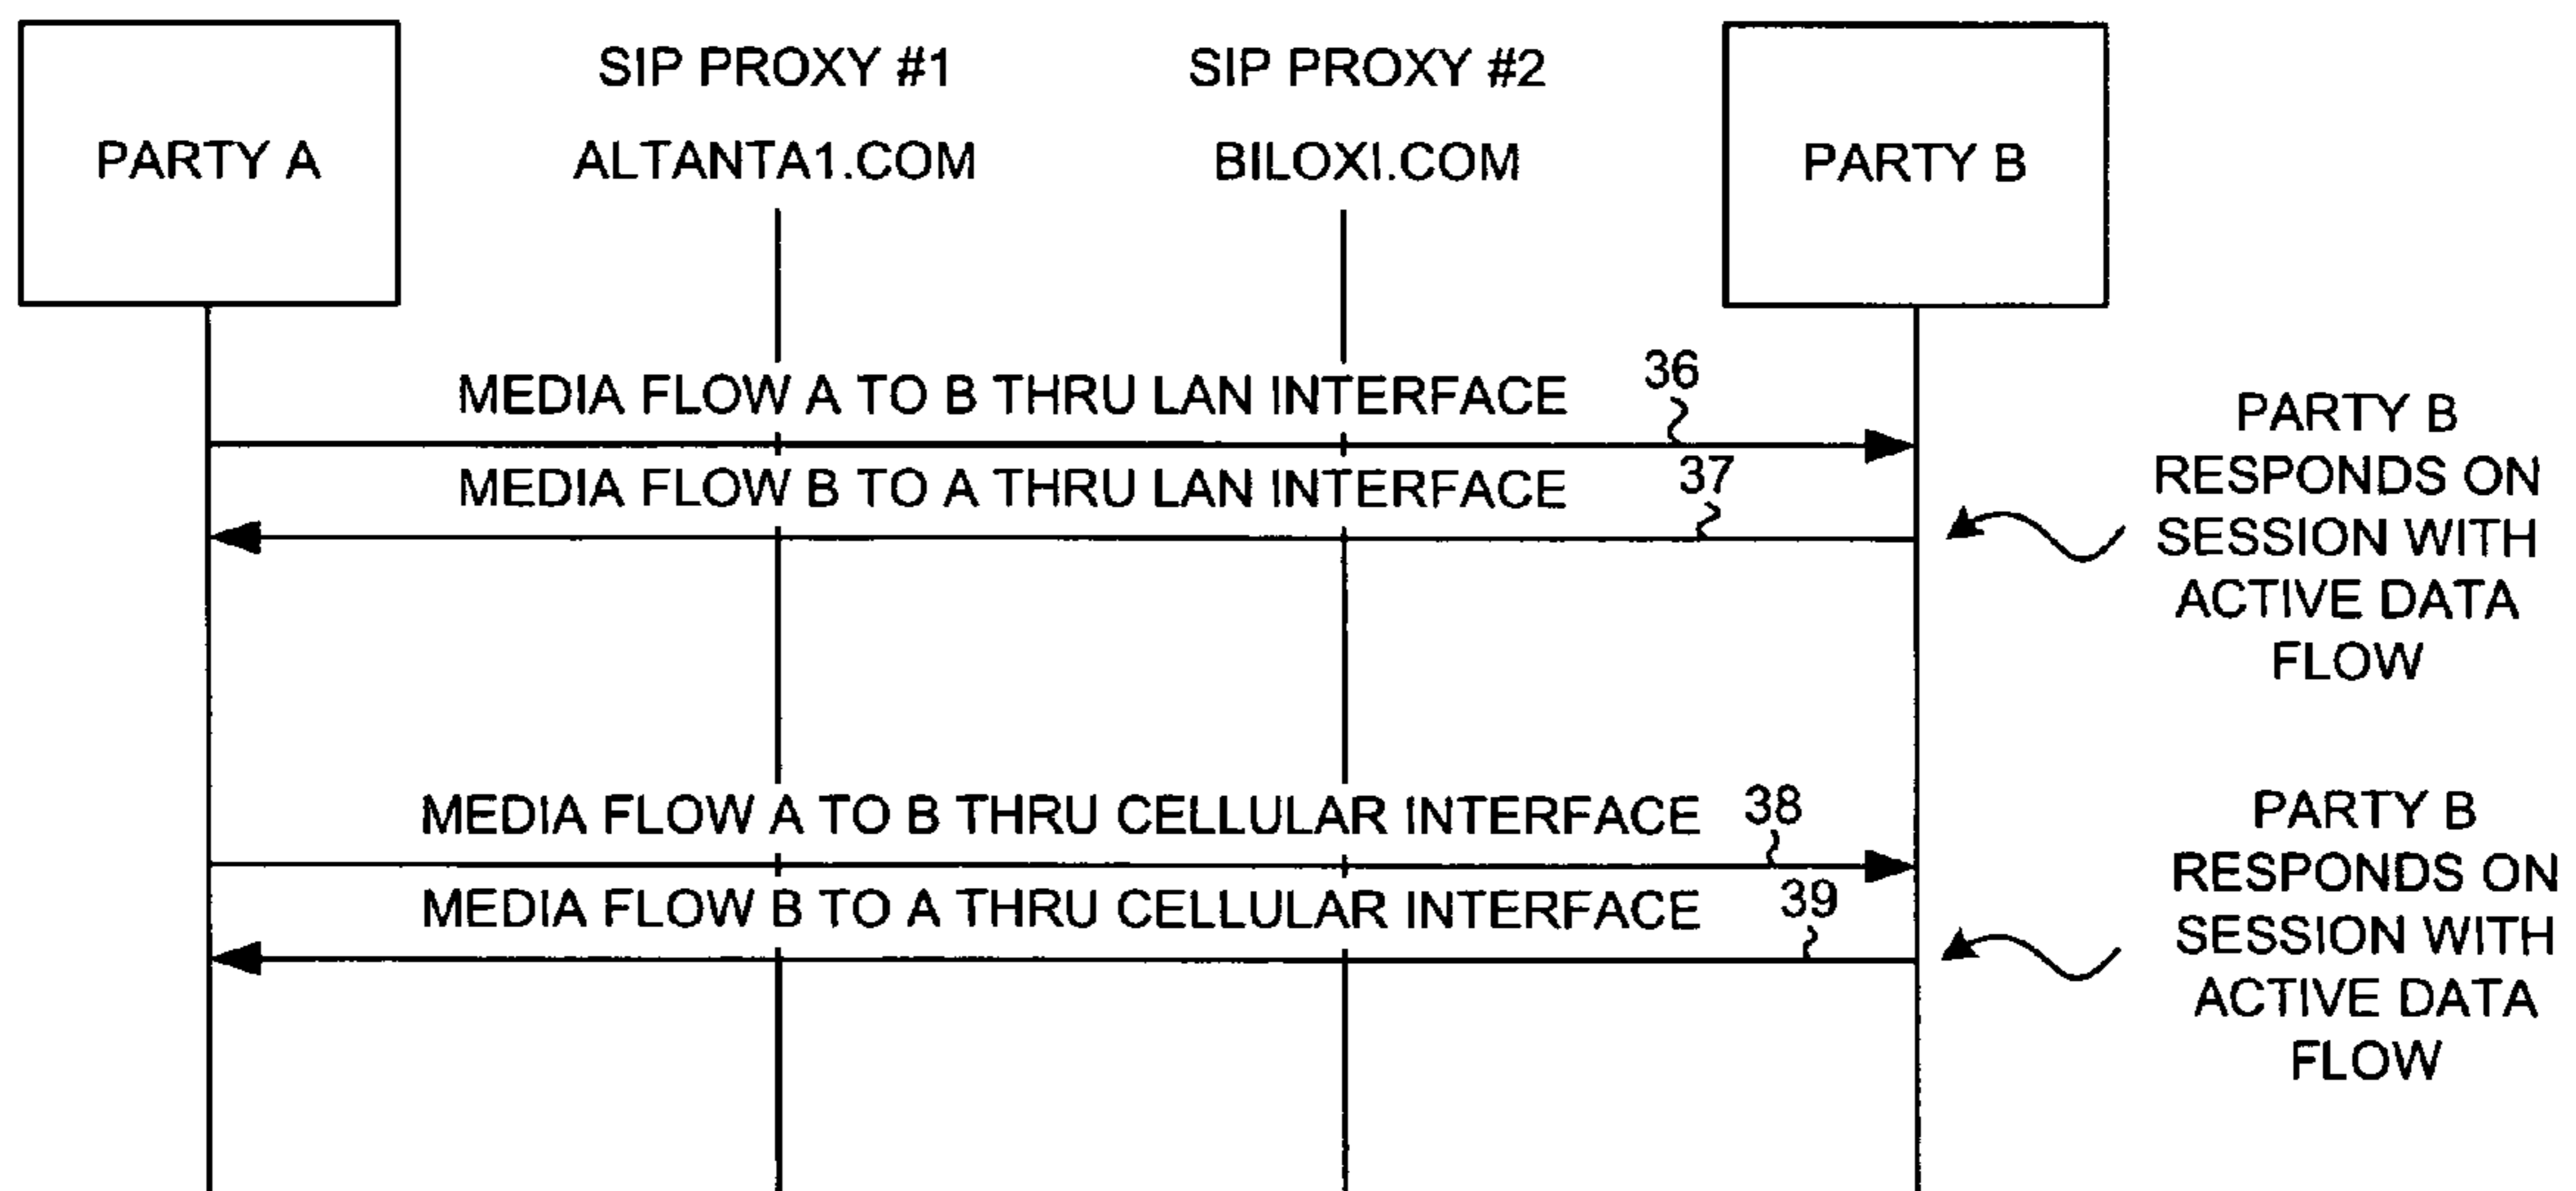 PARTY A
SIP PROXY #1
ALTANTA1.COM
SIP PROXY #2
BILOXI.COM
PARTY B
MEDIA FLOW A TO B THRU LAN INTERFACE
36
MEDIA FLOW B TO A THRU LAN INTERFACE
37
PARTY B
RESPONDS ON
SESSION WITH
ACTIVE DATA
FLOW
MEDIA FLOW A TO B THRU CELLULAR INTERFACE
38
MEDIA FLOW B TO A THRU CELLULAR INTERFACE
39
PARTY B
RESPONDS ON
SESSION WITH
ACTIVE DATA
FLOW